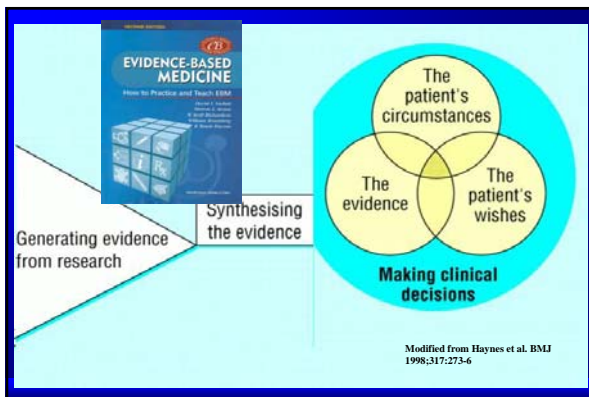 EVIDENCE-BASED
MEDICINE
How to Practice and Teach EBM
Generating evidence
from research
Synthesising
the evidence
The
patient's
circumstances
The
evidence
The
patient's
wishes
Making clinical
decisions
Modified from Haynes et al. BMJ
1998;317:273-6